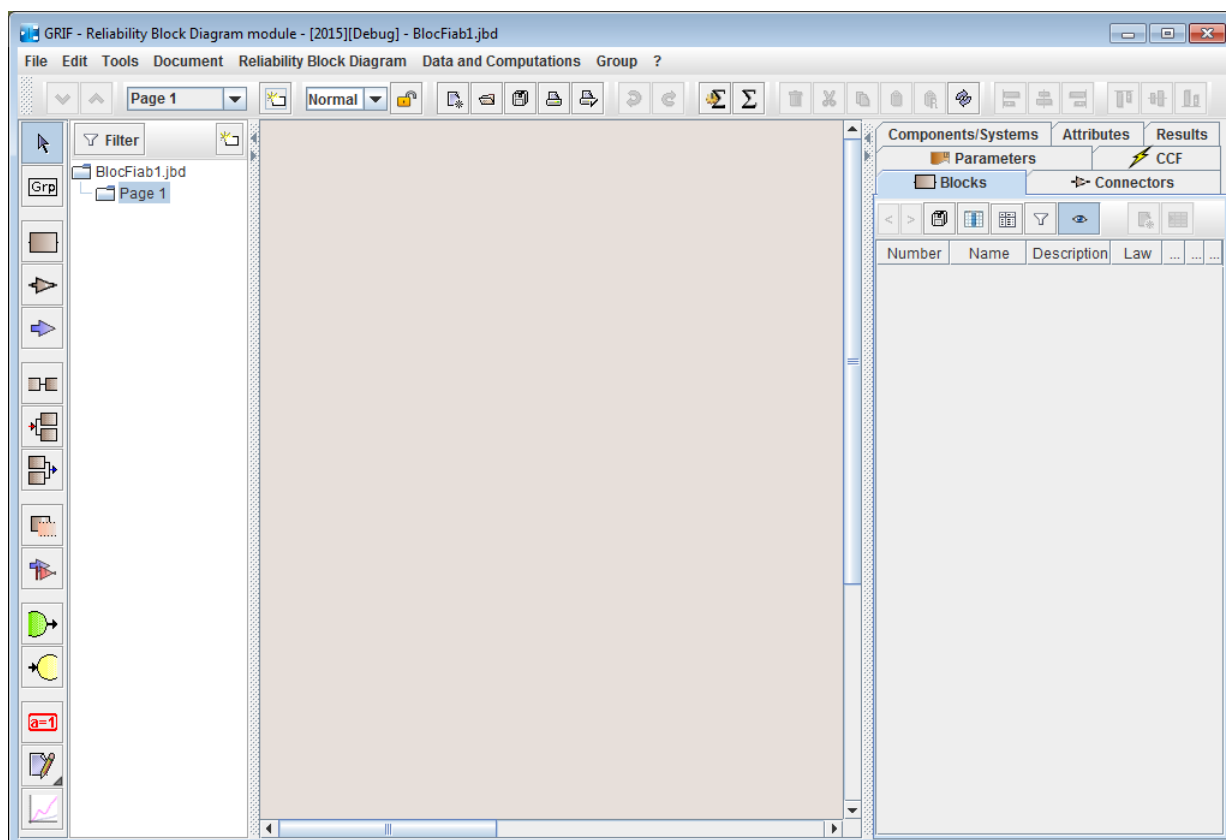 GRIF - Reliability Block Diagram module - [2015][Debug] - BlocFiab1.jbd
File Edit Tools Document Reliability Block Diagram Data and Computations Group ?
Page 1 Normal Σ Σ
Filter
BlocFiab1.jbd
Page 1
Grp
a=1
Components/Systems Attributes Results
Parameters CCF
Blocks Connectors
< >
Number Name Description Law ... ... ...